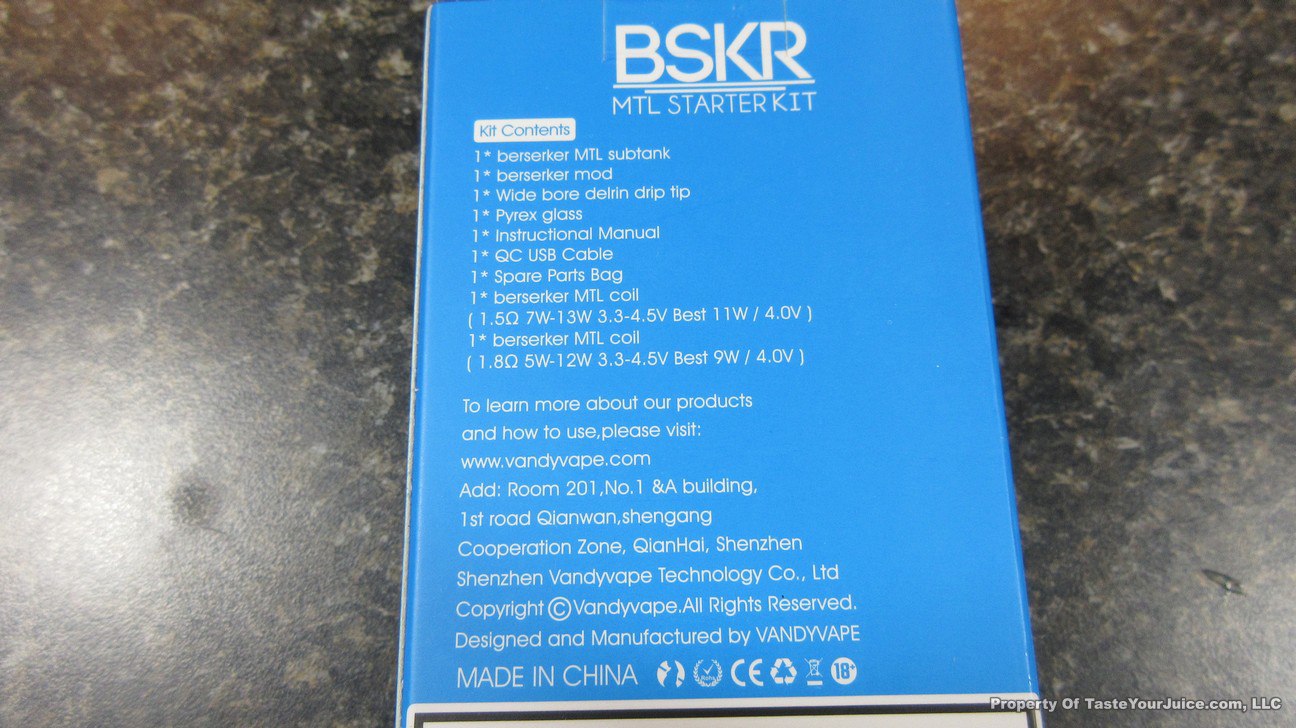 BSKR
MTL STARTER KIT
Kit Contents
1* berserker MTL subtank
1* berserker mod
1* Wide bore delrin drip tip
1* Pyrex glass
1* Instructional Manual
1* QC USB Cable
1* Spare Parts Bag
1* berserker MTL coil
( 1.5Ω 7W-13W 3.3-4.5V Best 11W / 4.0V )
1* berserker MTL coil
( 1.8Ω 5W-12W 3.3-4.5V Best 9W / 4.0V )
To learn more about our products
and how to use,please visit:
www.vandyvape.com
Add: Room 201,No.1 &A building,
1st road Qianwan,shengang
Cooperation Zone, QianHai, Shenzhen
Shenzhen Vandyvape Technology Co., Ltd
Copyright ©Vandyvape.All Rights Reserved.
Designed and Manufactured by VANDYVAPE
MADE IN CHINA RoHS CE 18+
Property Of TasteYourJuice.com, LLC